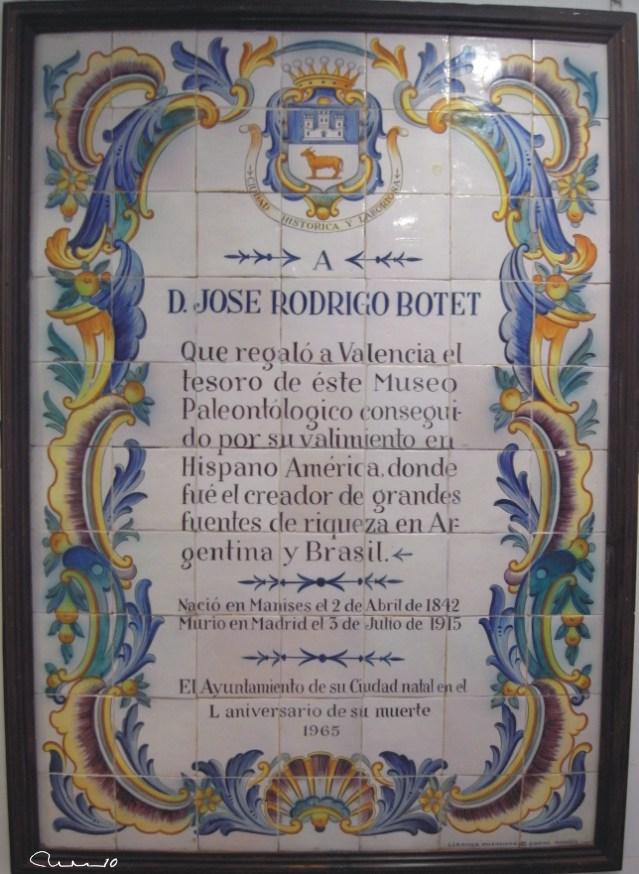 CIUDAD HISTORICA Y LABORIOSA
A
D. JOSE RODRIGO BOTET
Que regaló a Valencia el
tesoro de éste Museo
Paleontólogico consegui-
do por su valimiento en
Hispano América. donde
fué el creador de grandes
fuentes de riqueza en Ar-
gentina y Brasil.
Nació en Manises el 2 de Abril de 1842
Murio en Madrid el 3 de Julio de 1915
El Ayuntamiento de su Ciudad natal en el
L aniversario de su muerte
1965